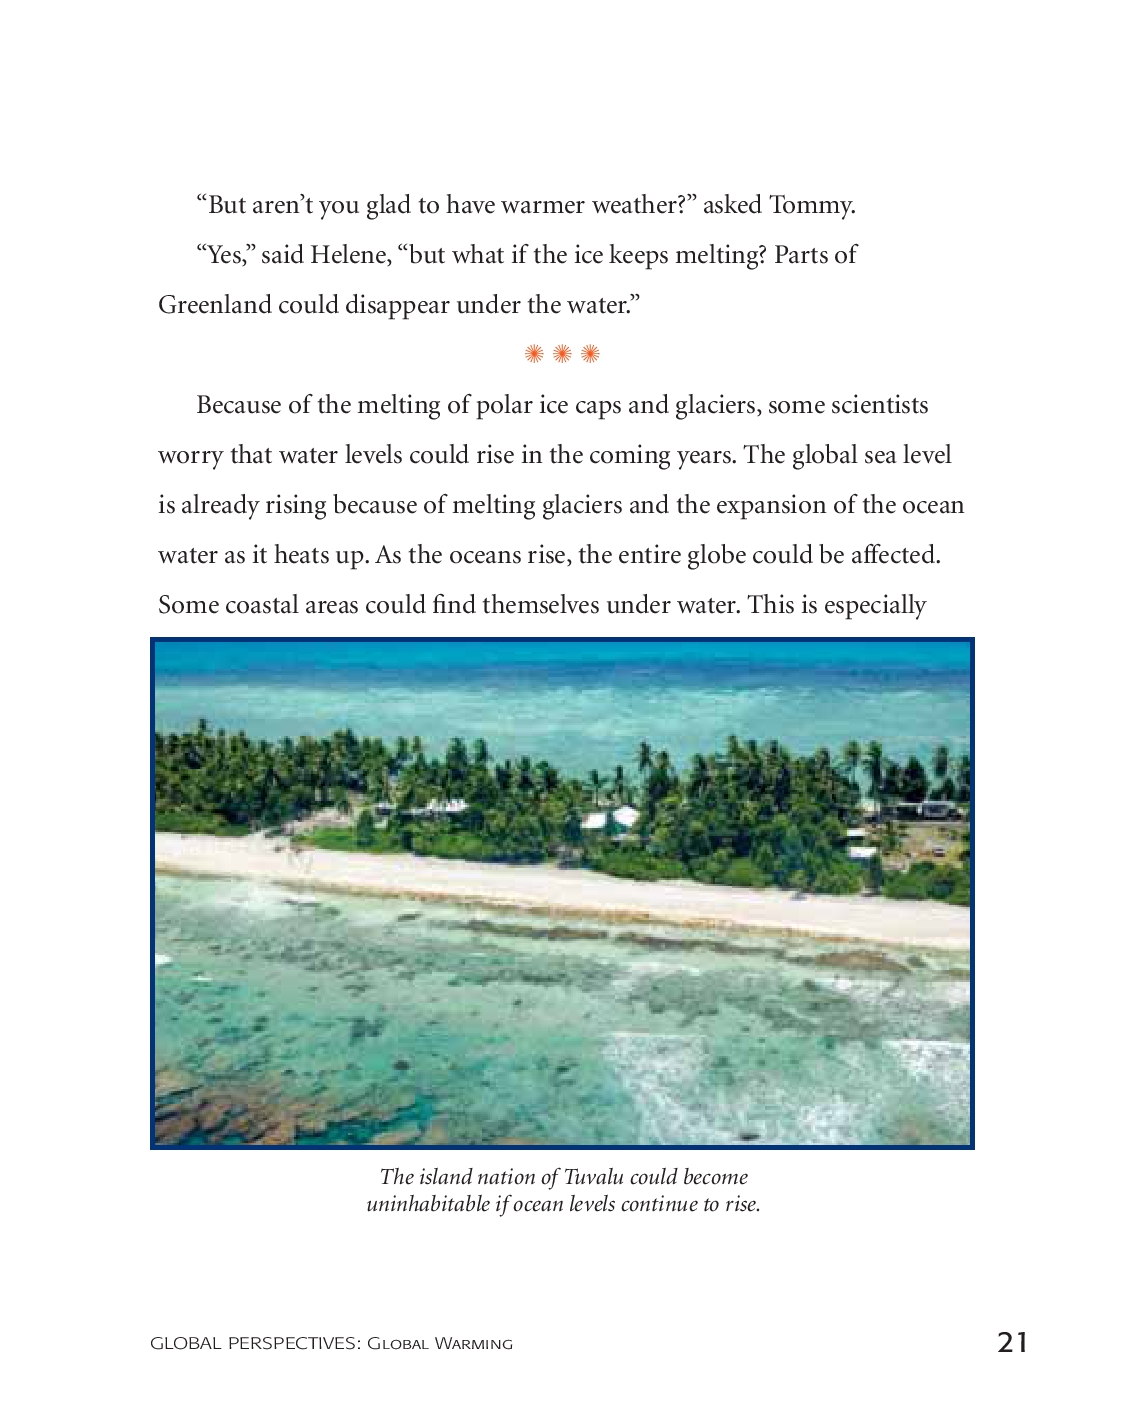 “But aren’t you glad to have warmer weather?” asked Tommy.
“Yes,” said Helene, “but what if the ice keeps melting? Parts of
Greenland could disappear under the water.”
Because of the melting of polar ice caps and glaciers, some scientists
worry that water levels could rise in the coming years. The global sea level
is already rising because of melting glaciers and the expansion of the ocean
water as it heats up. As the oceans rise, the entire globe could be affected.
Some coastal areas could find themselves under water. This is especially
The island nation of Tuvalu could become
uninhabitable if ocean levels continue to rise.
GLOBAL PERSPECTIVES: Global Warming
21